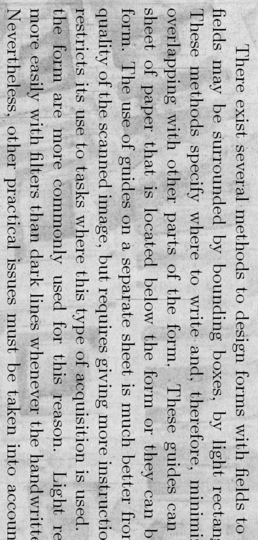 There exist several methods to design forms with fields to
fields may be surrounded by bounding boxes, by light rectang
These methods specify where to write and, therefore, minimi
overlapping with other parts of the form. These guides can
sheet of paper that is located below the form or they can b
form. The use of guides on a separate sheet is much better fron
quality of the scanned image, but requires giving more instructio
restricts its use to tasks where this type of acquisition is used.
the form are more commonly used for this reason. Light re
more easily with filters than dark lines whenever the handwritte
Nevertheless, other practical issues must be taken into accoun